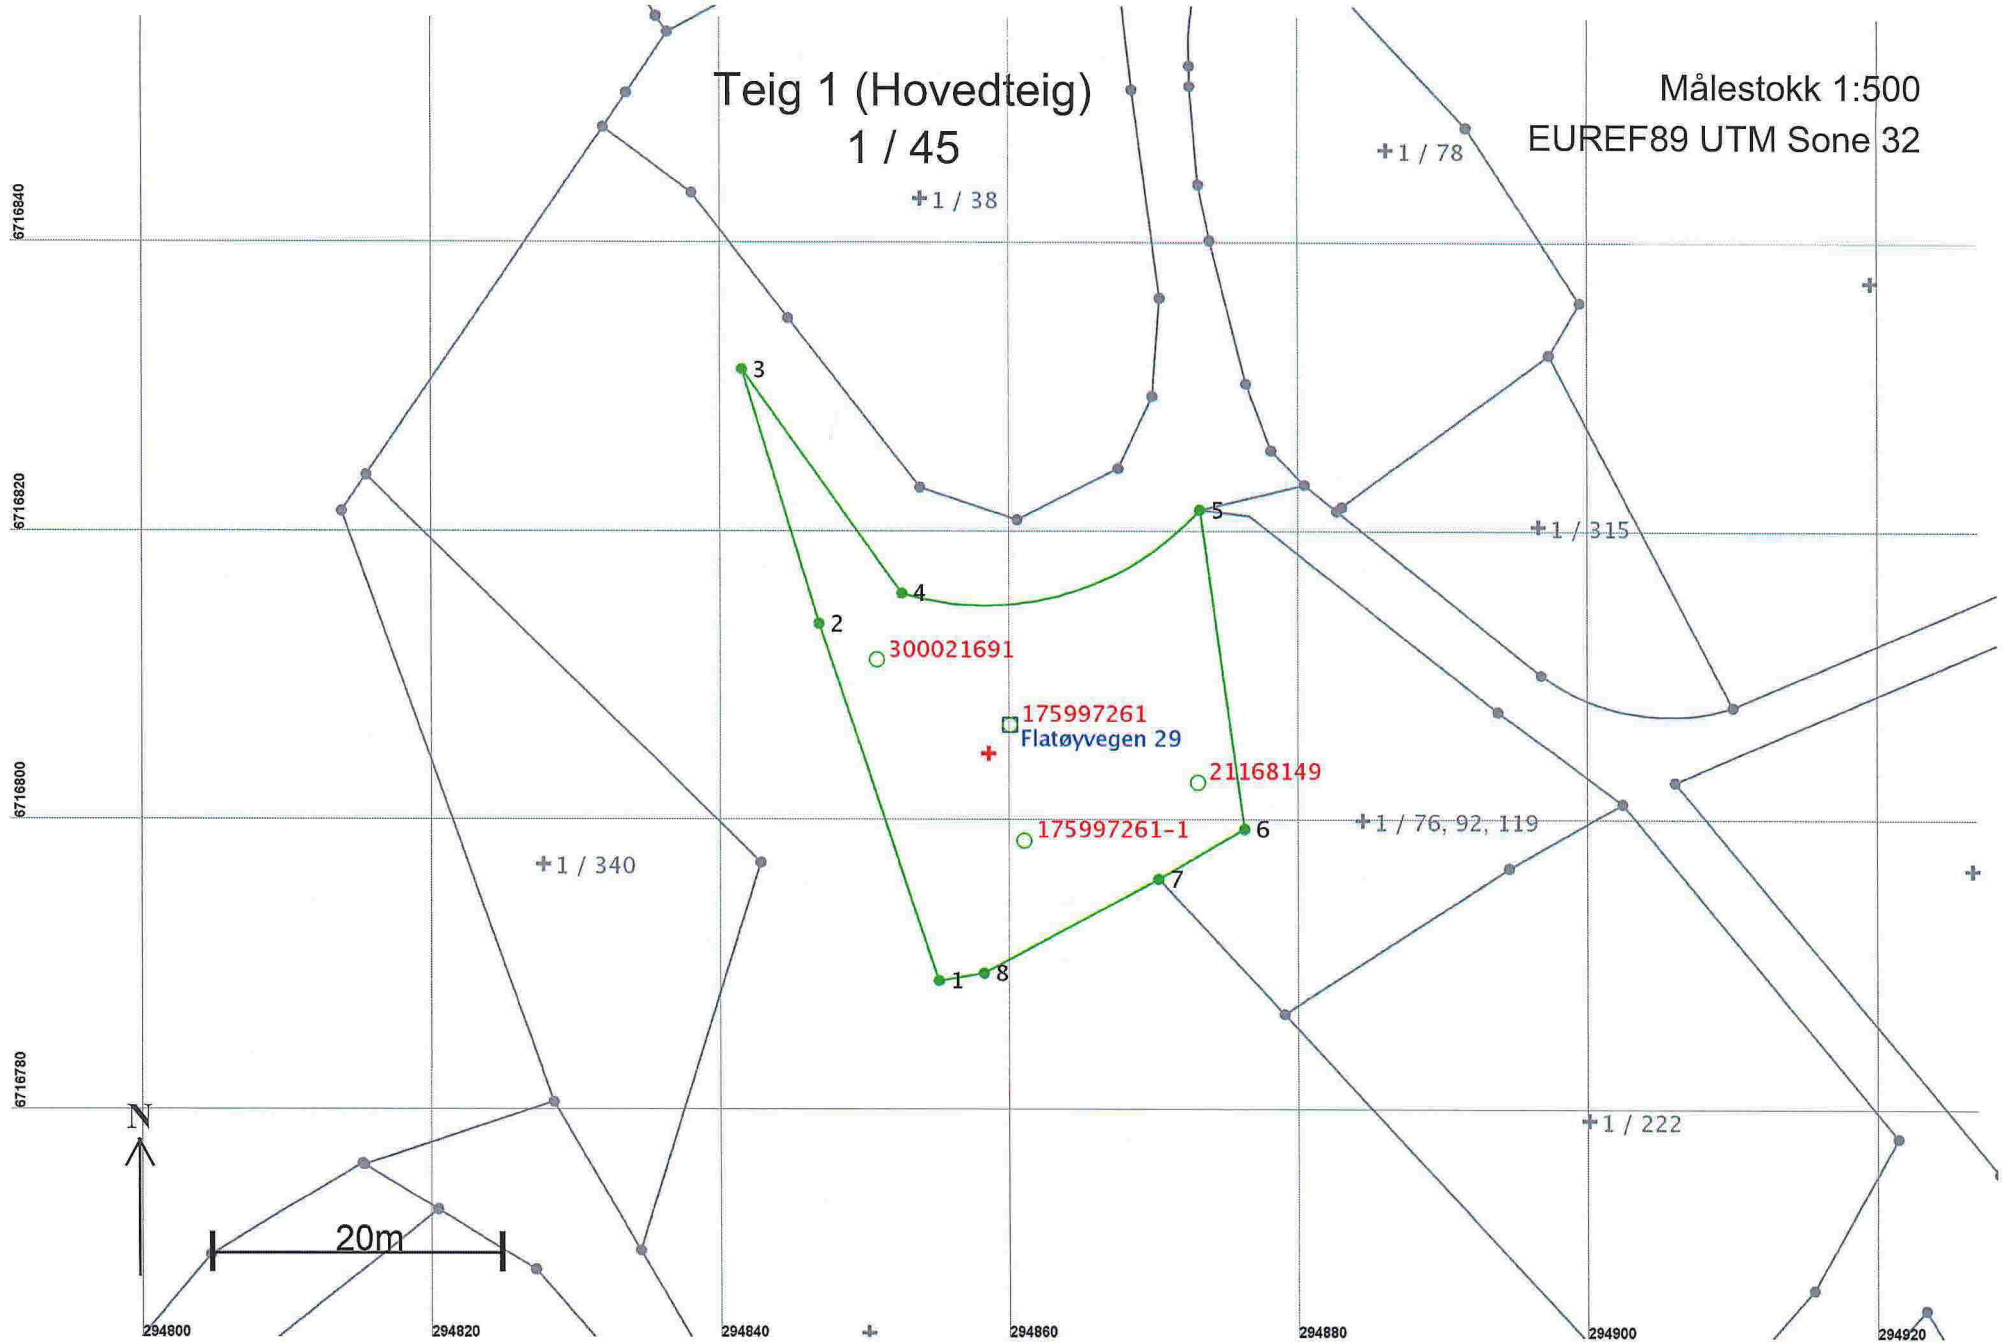 Teig 1 (Hovedteig)
1 / 45
Målestokk 1:500
EUREF89 UTM Sone 32
1 / 78
1 / 38
6716840
3
6716820
5
1 / 315
4
2
300021691
175997261
Flatøyvegen 29
21168149
6716800
175997261-1
6
1 / 76, 92, 119
1 / 340
7
1
8
6716780
N
1 / 222
20m
294800
294820
294840
294860
294880
294900
294920